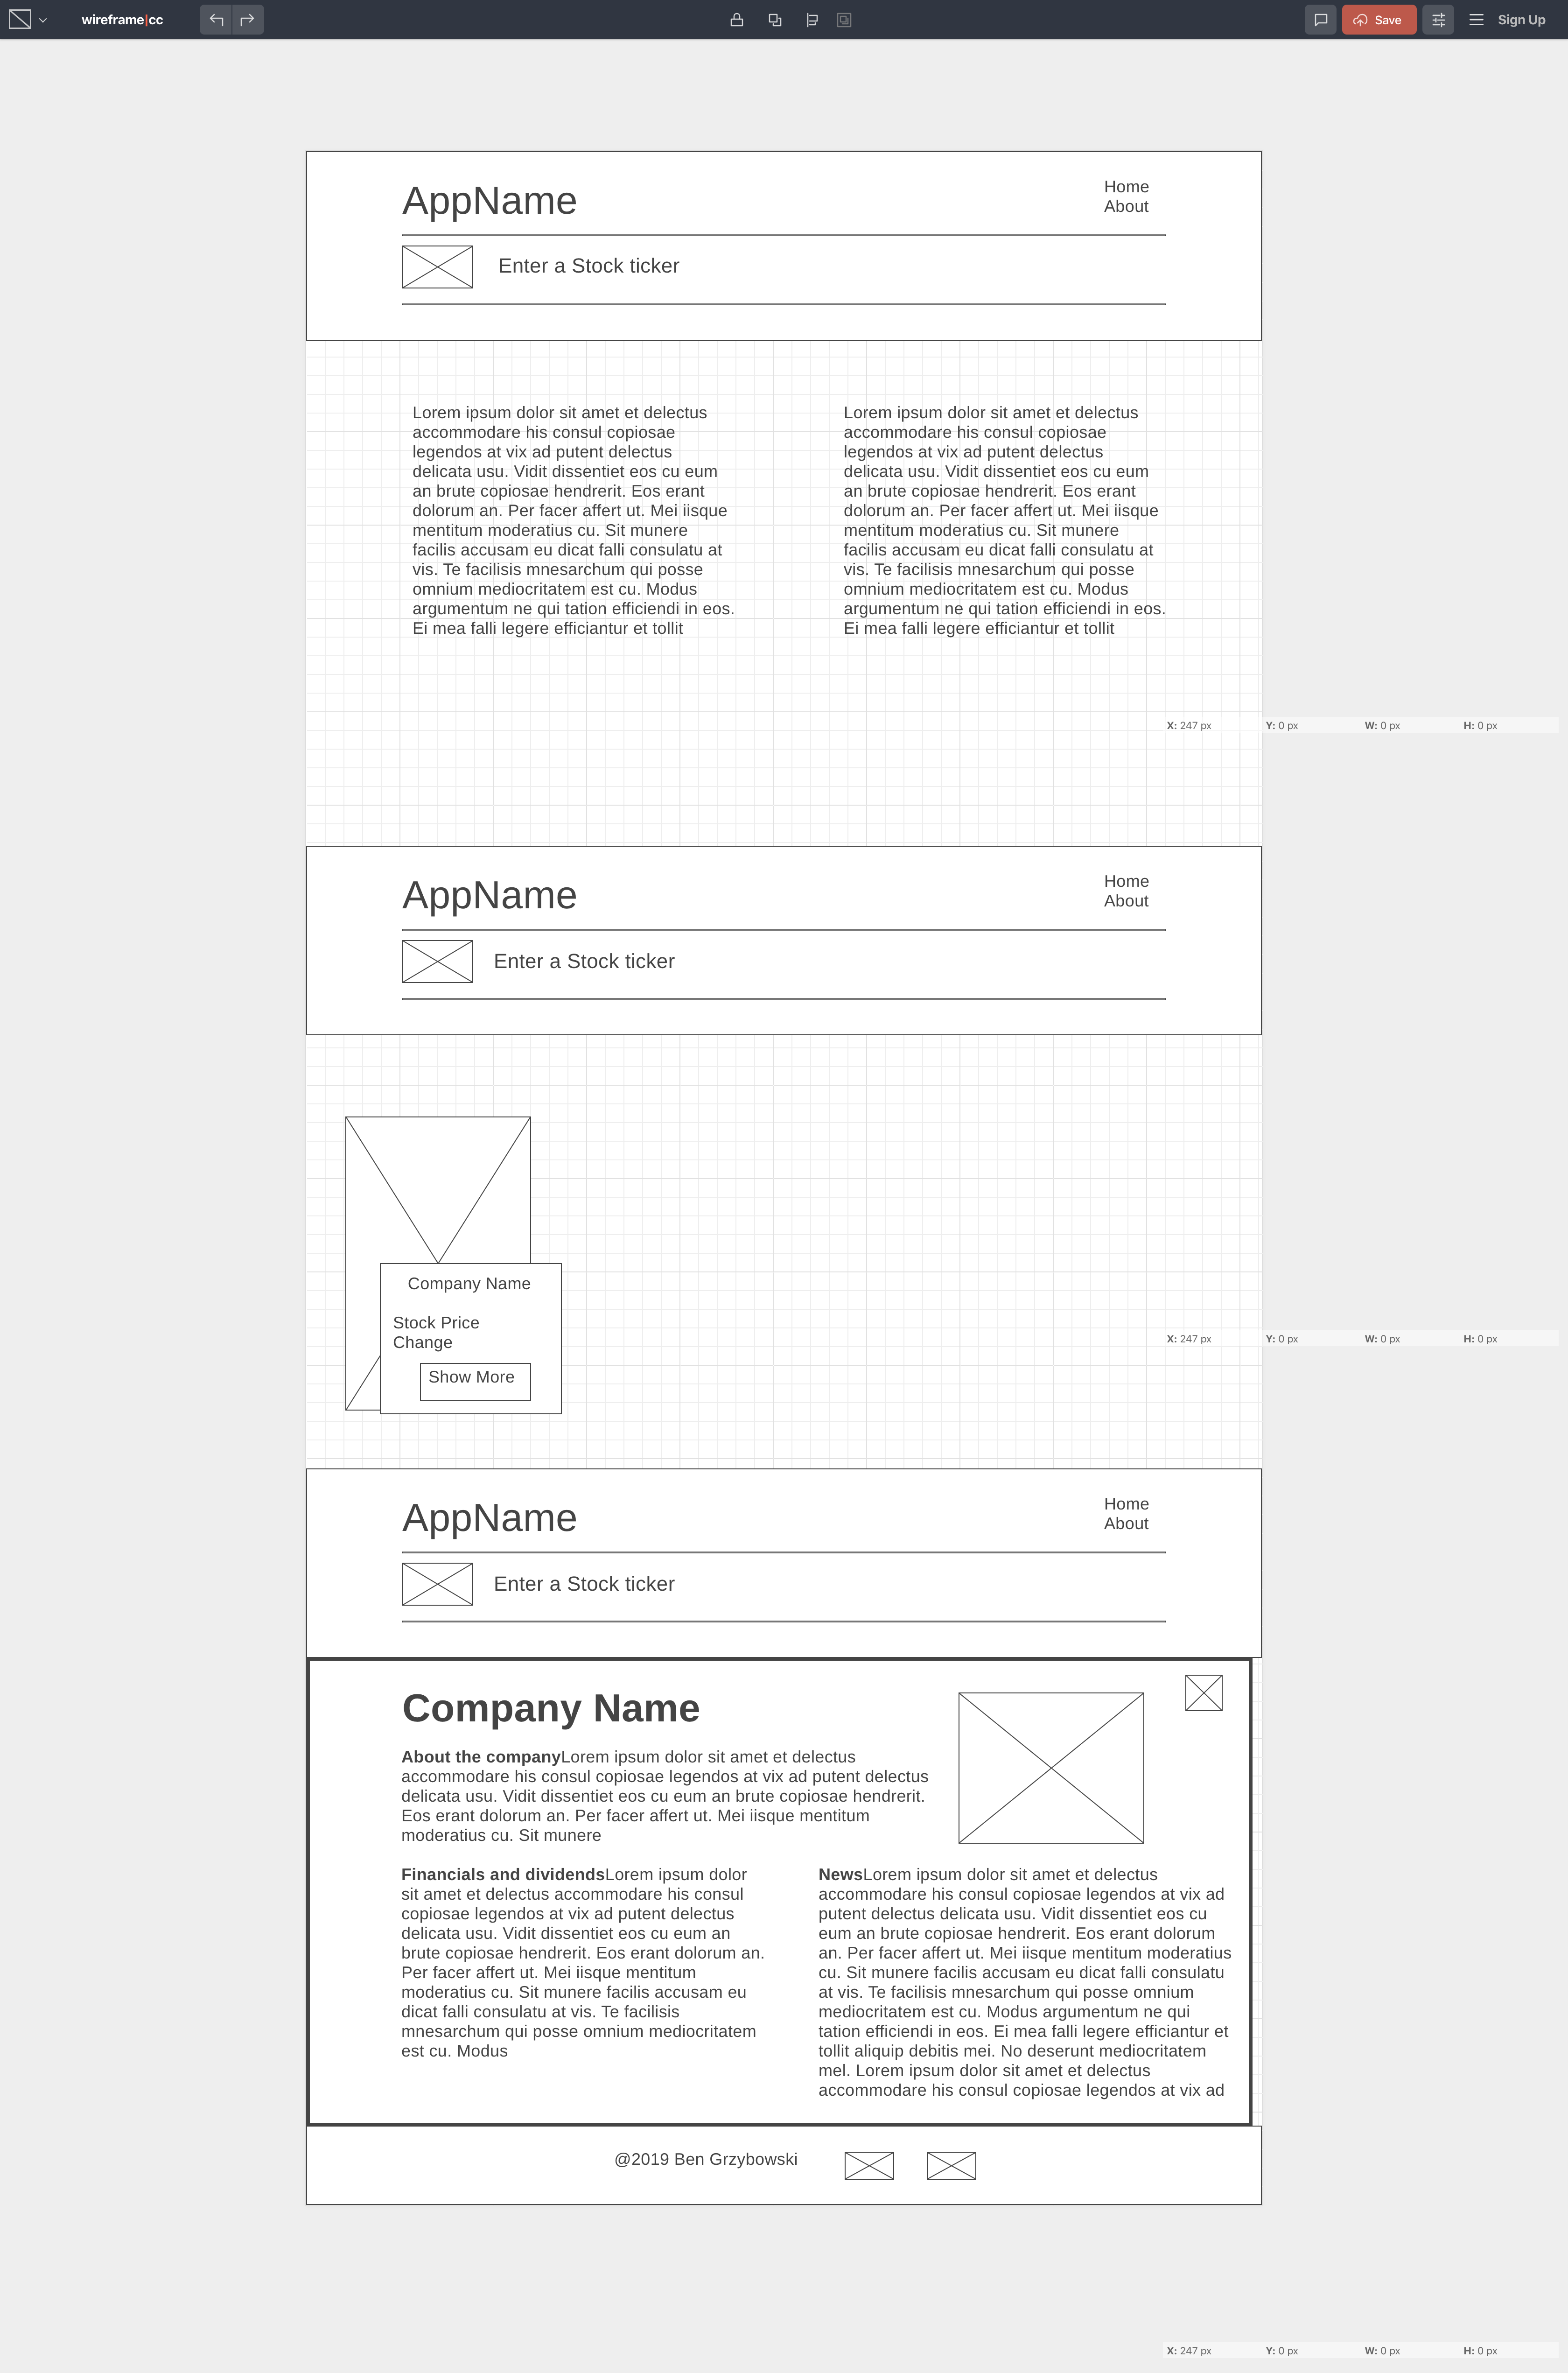 wireframe|cc
Save
Sign Up
AppName
Home
About
Enter a Stock ticker
Lorem ipsum dolor sit amet et delectus
accommodare his consul copiosae
legendos at vix ad putent delectus
delicata usu. Vidit dissentiet eos cu eum
an brute copiosae hendrerit. Eos erant
dolorum an. Per facer affert ut. Mei iisque
mentitum moderatius cu. Sit munere
facilis accusam eu dicat falli consulatu at
vis. Te facilisis mnesarchum qui posse
omnium mediocritatem est cu. Modus
argumentum ne qui tation efficiendi in eos.
Ei mea falli legere efficiantur et tollit
Lorem ipsum dolor sit amet et delectus
accommodare his consul copiosae
legendos at vix ad putent delectus
delicata usu. Vidit dissentiet eos cu eum
an brute copiosae hendrerit. Eos erant
dolorum an. Per facer affert ut. Mei iisque
mentitum moderatius cu. Sit munere
facilis accusam eu dicat falli consulatu at
vis. Te facilisis mnesarchum qui posse
omnium mediocritatem est cu. Modus
argumentum ne qui tation efficiendi in eos.
Ei mea falli legere efficiantur et tollit
X: 247 px Y: 0 px W: 0 px H: 0 px
AppName
Home
About
Enter a Stock ticker
Company Name
Stock Price
Change
Show More
X: 247 px Y: 0 px W: 0 px H: 0 px
AppName
Home
About
Enter a Stock ticker
Company Name
About the companyLorem ipsum dolor sit amet et delectus
accommodare his consul copiosae legendos at vix ad putent delectus
delicata usu. Vidit dissentiet eos cu eum an brute copiosae hendrerit.
Eos erant dolorum an. Per facer affert ut. Mei iisque mentitum
moderatius cu. Sit munere
Financials and dividendsLorem ipsum dolor
sit amet et delectus accommodare his consul
copiosae legendos at vix ad putent delectus
delicata usu. Vidit dissentiet eos cu eum an
brute copiosae hendrerit. Eos erant dolorum an.
Per facer affert ut. Mei iisque mentitum
moderatius cu. Sit munere facilis accusam eu
dicat falli consulatu at vis. Te facilisis
mnesarchum qui posse omnium mediocritatem
est cu. Modus
NewsLorem ipsum dolor sit amet et delectus
accommodare his consul copiosae legendos at vix ad
putent delectus delicata usu. Vidit dissentiet eos cu
eum an brute copiosae hendrerit. Eos erant dolorum
an. Per facer affert ut. Mei iisque mentitum moderatius
cu. Sit munere facilis accusam eu dicat falli consulatu
at vis. Te facilisis mnesarchum qui posse omnium
mediocritatem est cu. Modus argumentum ne qui
tation efficiendi in eos. Ei mea falli legere efficiantur et
tollit aliquip debitis mei. No deserunt mediocritatem
mel. Lorem ipsum dolor sit amet et delectus
accommodare his consul copiosae legendos at vix ad
@2019 Ben Grzybowski
X: 247 px Y: 0 px W: 0 px H: 0 px